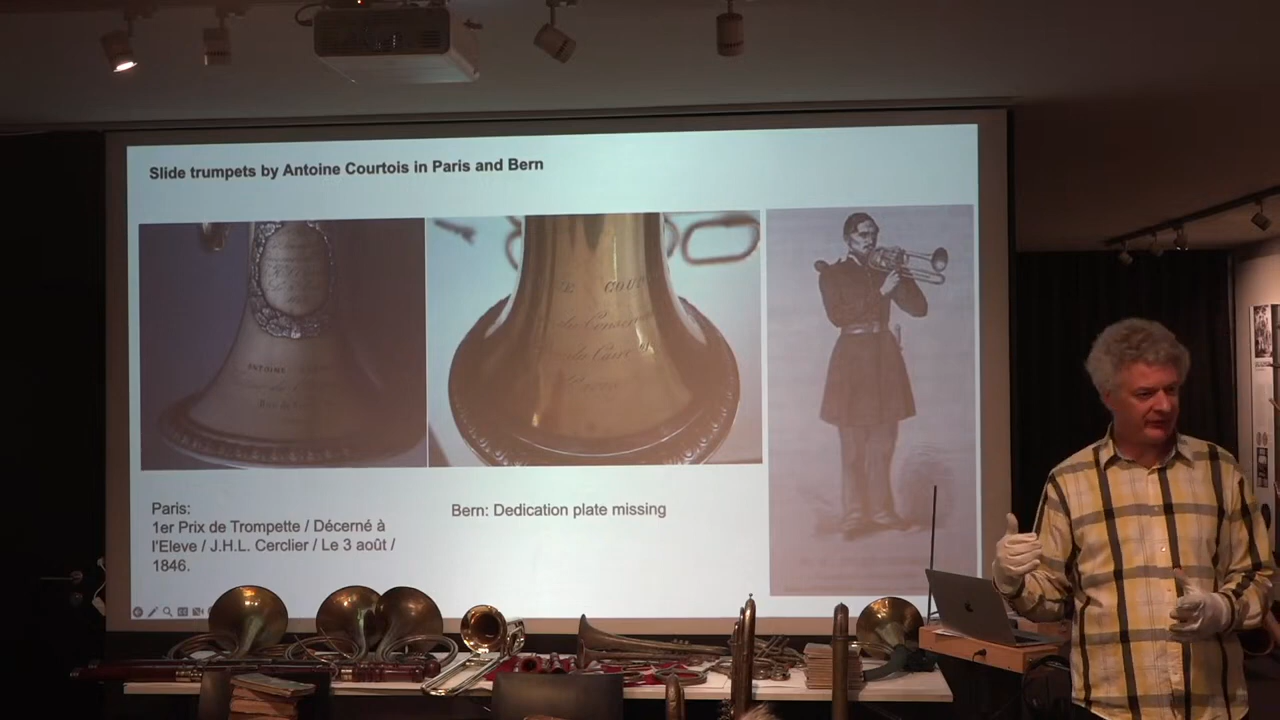 Slide trumpets by Antoine Courtois in Paris and Bern
ANTOINE
Paris:
1er Prix de Trompette / Décerné à
l'Eleve / J.H.L. Cerclier / Le 3 août /
1846.
Bern: Dedication plate missing